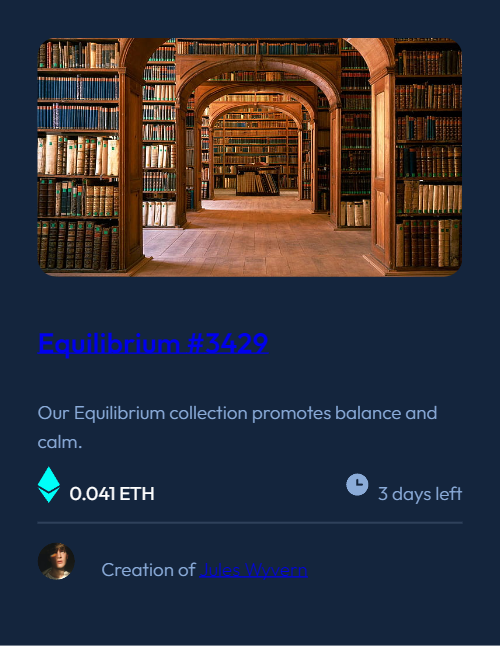 Equilibrium #3429
Our Equilibrium collection promotes balance and
calm.
0.041 ETH
3 days left
Creation of Jules Wyvern